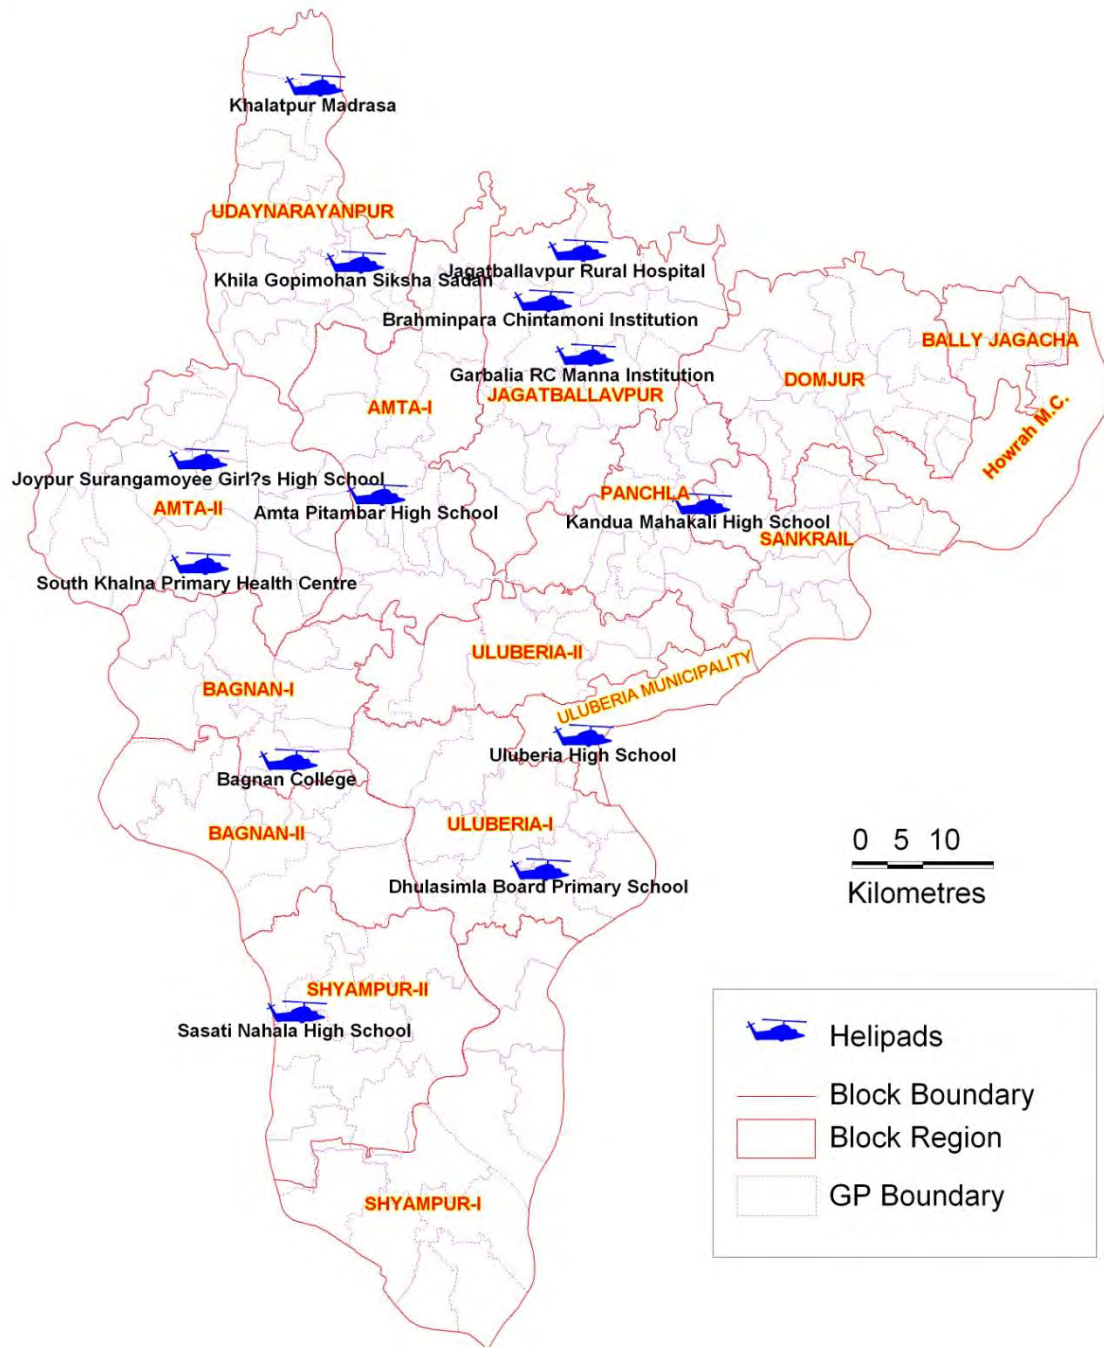 Khalatpur Madrasa
UDAYNARAYANPUR
Jagatballavpur Rural Hospital
Khila Gopimohan Siksha Sadan
Brahminpara Chintamoni Institution
BALLY JAGACHA
Garbalia RC Manna Institution
DOMJUR
JAGATBALLAVPUR
AMTA-I
Howrah M.C.
Joypur Surangamoyee Girl?s High School
PANCHLA
AMTA-II
Amta Pitambar High School
Kandua Mahakali High School
SANKRAIL
South Khalna Primary Health Centre
ULUBERIA-II
ULUBERIA MUNICIPALITY
BAGNAN-I
Uluberia High School
Bagnan College
ULUBERIA-I
BAGNAN-II
0 5 10
Kilometres
Dhulasimla Board Primary School
SHYAMPUR-II
Sasati Nahala High School
Helipads
Block Boundary
Block Region
GP Boundary
SHYAMPUR-I